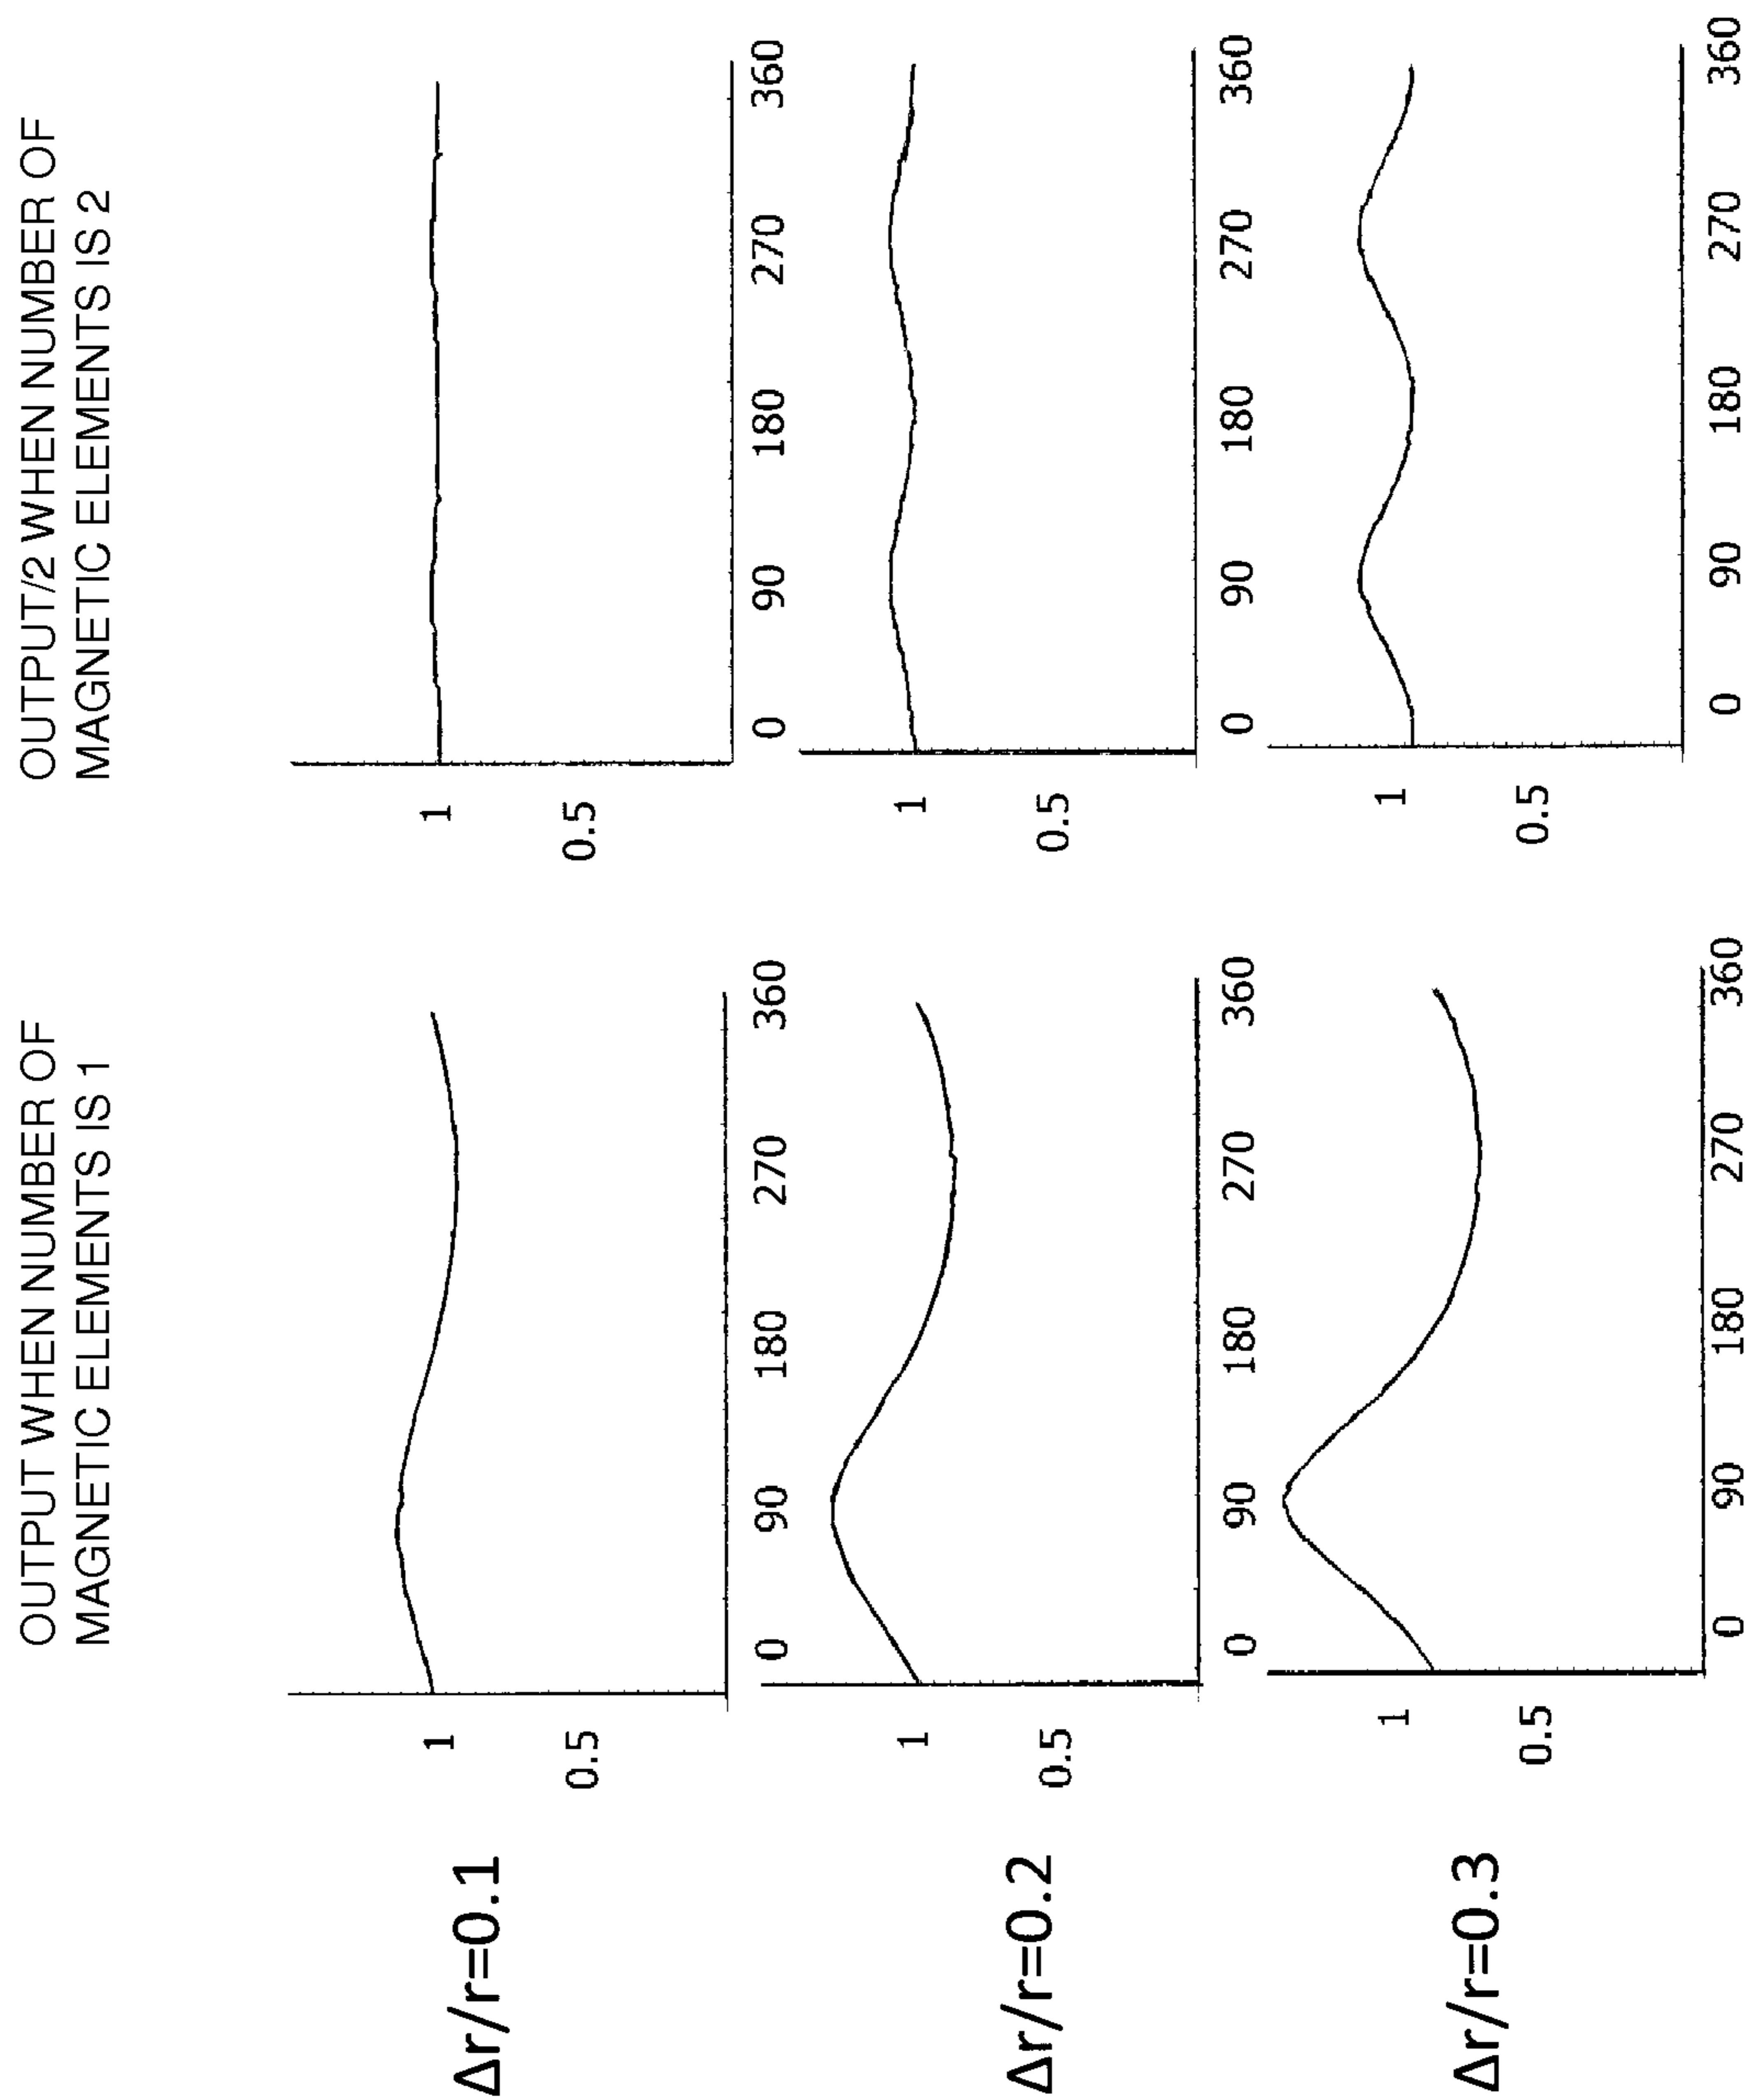 OUTPUT WHEN NUMBER OF
MAGNETIC ELEMENTS IS 1
OUTPUT/2 WHEN NUMBER OF
MAGNETIC ELEMENTS IS 2
Δr/r=0.1
1
0.5
0 90 180 270 360
1
0.5
0 90 180 270 360
Δr/r=0.2
1
0.5
0 90 180 270 360
1
0.5
0 90 180 270 360
Δr/r=0.3
1
0.5
0 90 180 270 360
1
0.5
0 90 180 270 360